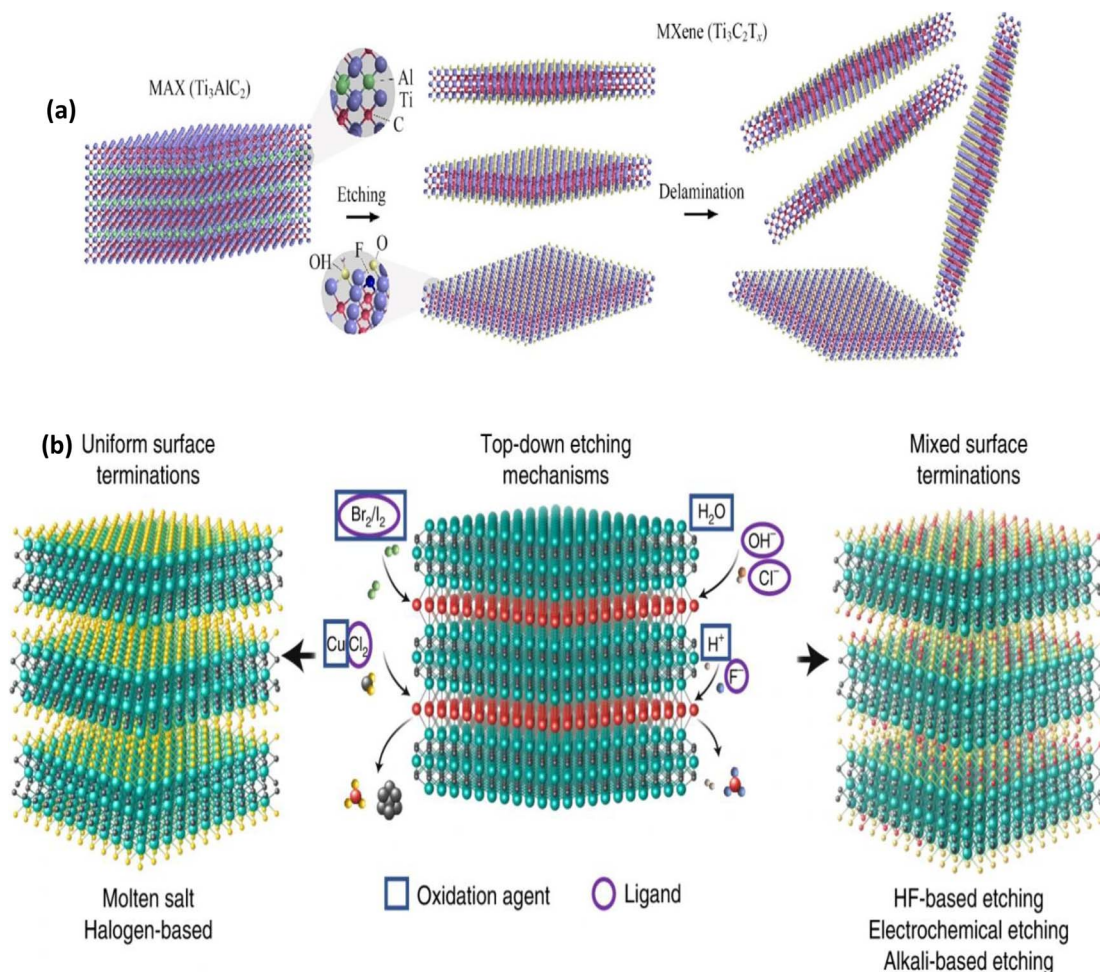 (a)
MAX (Ti₃AlC₂)
Al
Ti
C
Etching
OH
F
O
MXene (Ti₃C₂Tₓ)
Delamination
(b)
Uniform surface
terminations
Top-down etching
mechanisms
Mixed surface
terminations
Br₂/I₂
H₂O
OH⁻
Cl⁻
CuCl₂
H⁺
F⁻
Molten salt
Halogen-based
Oxidation agent
Ligand
HF-based etching
Electrochemical etching
Alkali-based etching